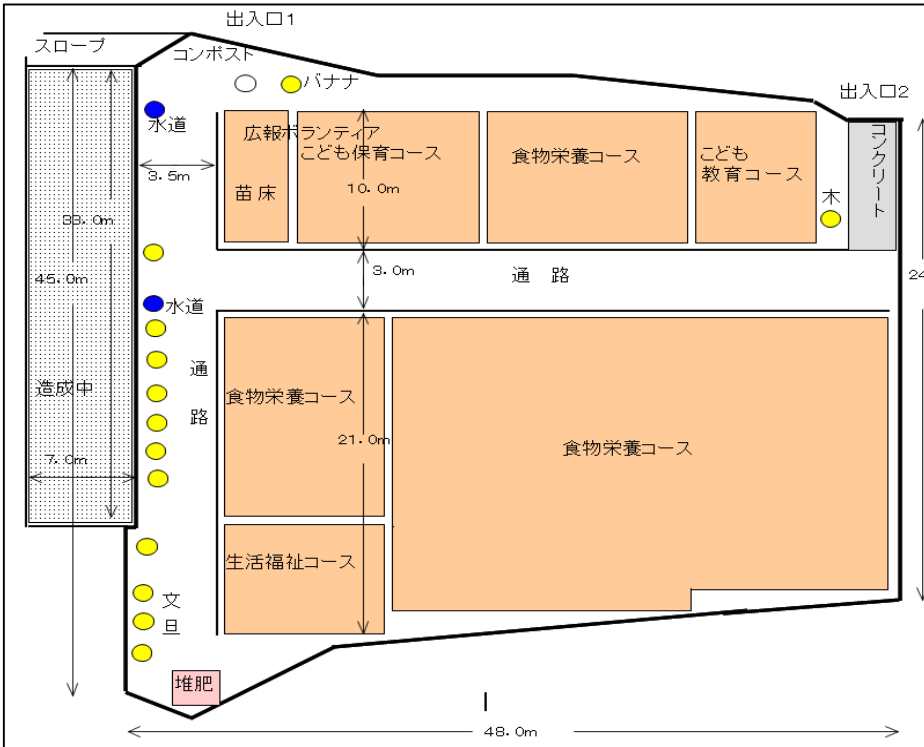 出入口1
スロープ
コンポスト
バナナ
出入口2
水道
広報ボランティア
こども保育コース
食物栄養コース
こども
教育コース
コンクリート
3.5m
苗床
10.0m
木
33.0m
45.0m
3.0m
通 路
24
水道
通
路
造成中
食物栄養コース
21.0m
食物栄養コース
7.0m
生活福祉コース
文
旦
堆肥
48.0m